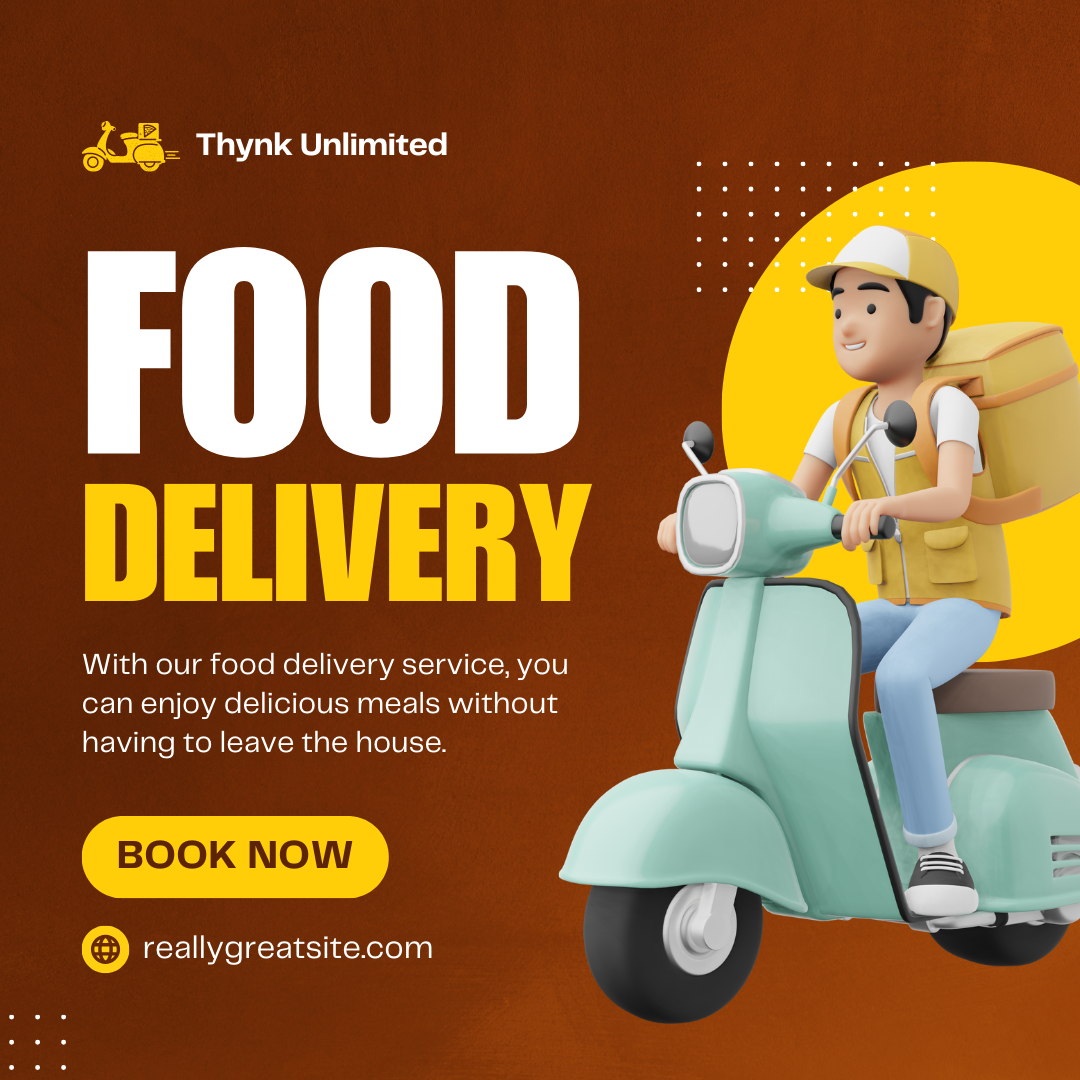 Thynk Unlimited
FOOD
DELIVERY
With our food delivery service, you
can enjoy delicious meals without
having to leave the house.
BOOK NOW
reallygreatsite.com